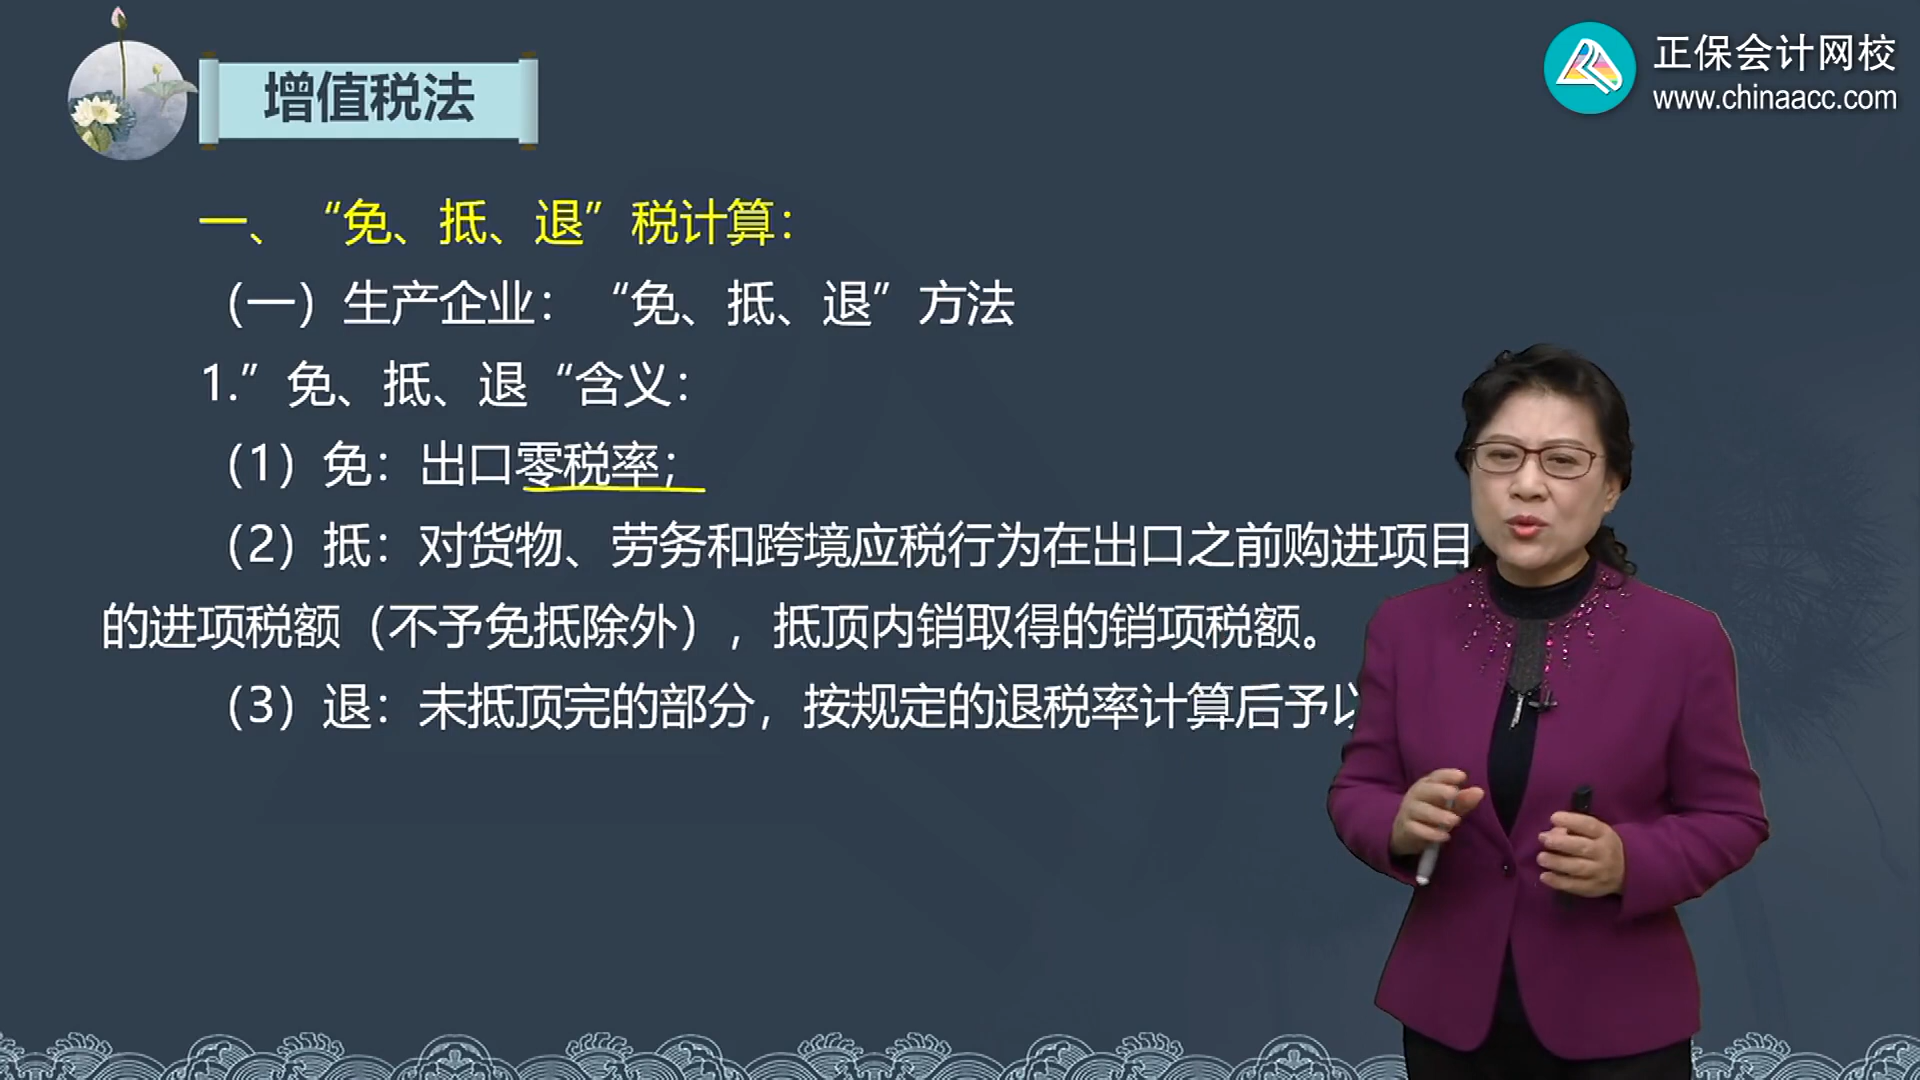 增值税法
正保会计网校
www.chinaacc.com
一、“免、抵、退”税计算：
（一）生产企业：“免、抵、退”方法
1.”免、抵、退“含义：
（1）免：出口零税率；
（2）抵：对货物、劳务和跨境应税行为在出口之前购进项目
的进项税额（不予免抵除外），抵顶内销取得的销项税额。
（3）退：未抵顶完的部分，按规定的退税率计算后予以